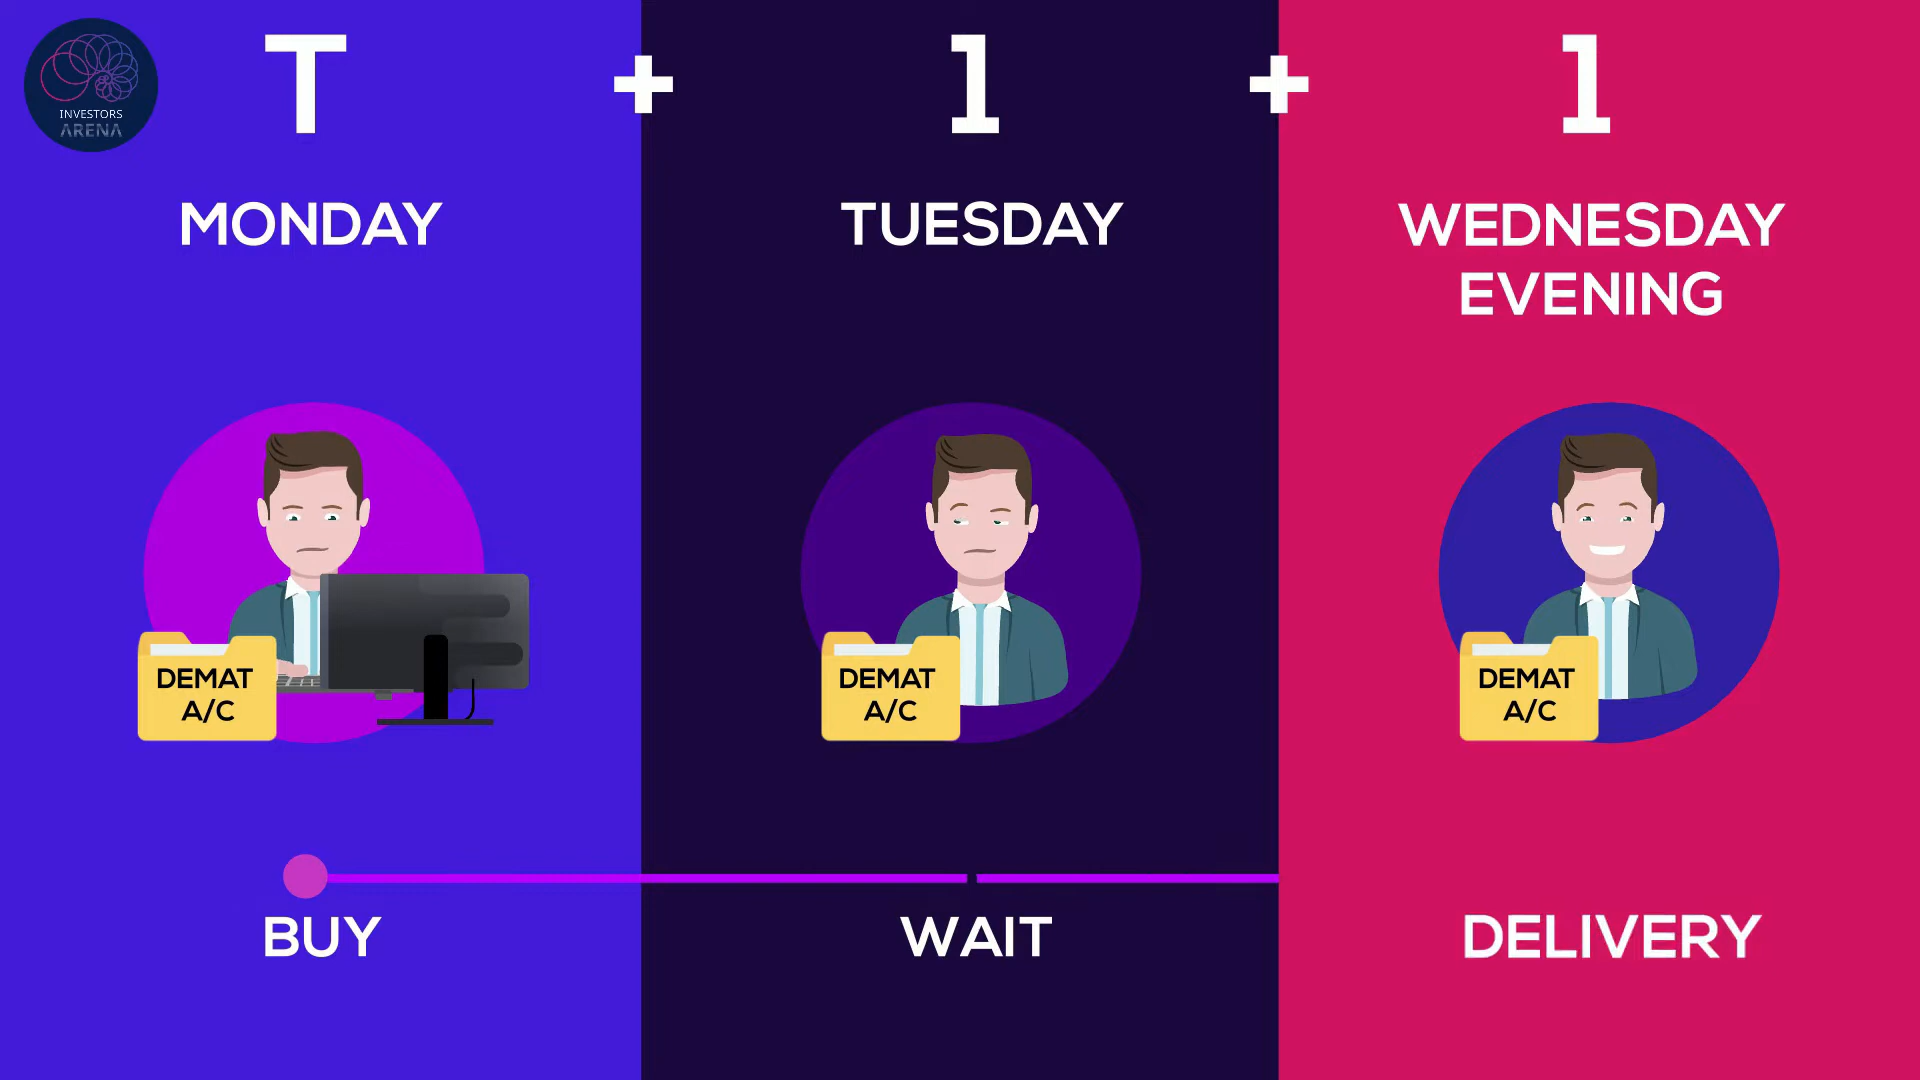 INVESTORS
ARENA
T + 1 + 1
MONDAY
TUESDAY
WEDNESDAY
EVENING
DEMAT
A/C
DEMAT
A/C
DEMAT
A/C
BUY
WAIT
DELIVERY